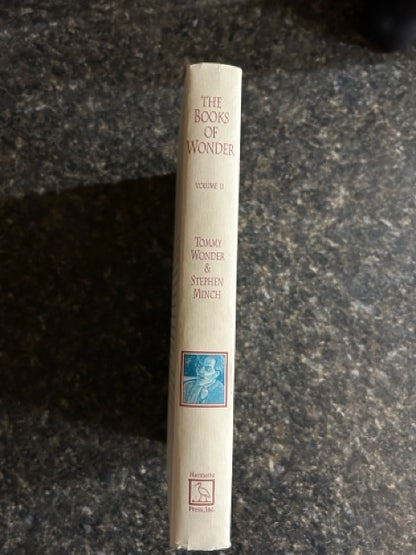 THE
BOOKS
OF
WONDER
VOLUME II
TOMMY
WONDER
&
STEPHEN
MINCH
Hermetic
Press, Inc.